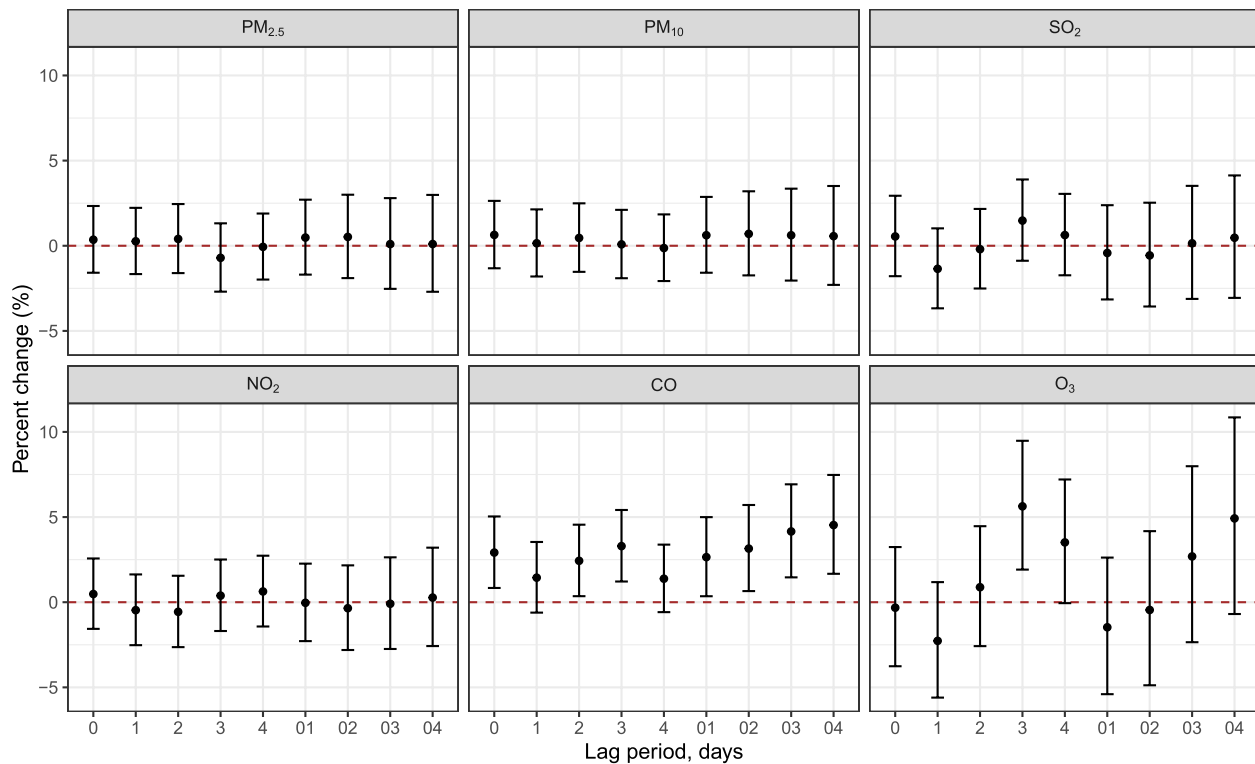 PM₂.₅ PM₁₀ SO₂
10
5
0
−5
NO₂ CO O₃
10
5
0
−5
Percent change (%)
0 1 2 3 4 01 02 03 04 0 1 2 3 4 01 02 03 04 0 1 2 3 4 01 02 03 04
Lag period, days